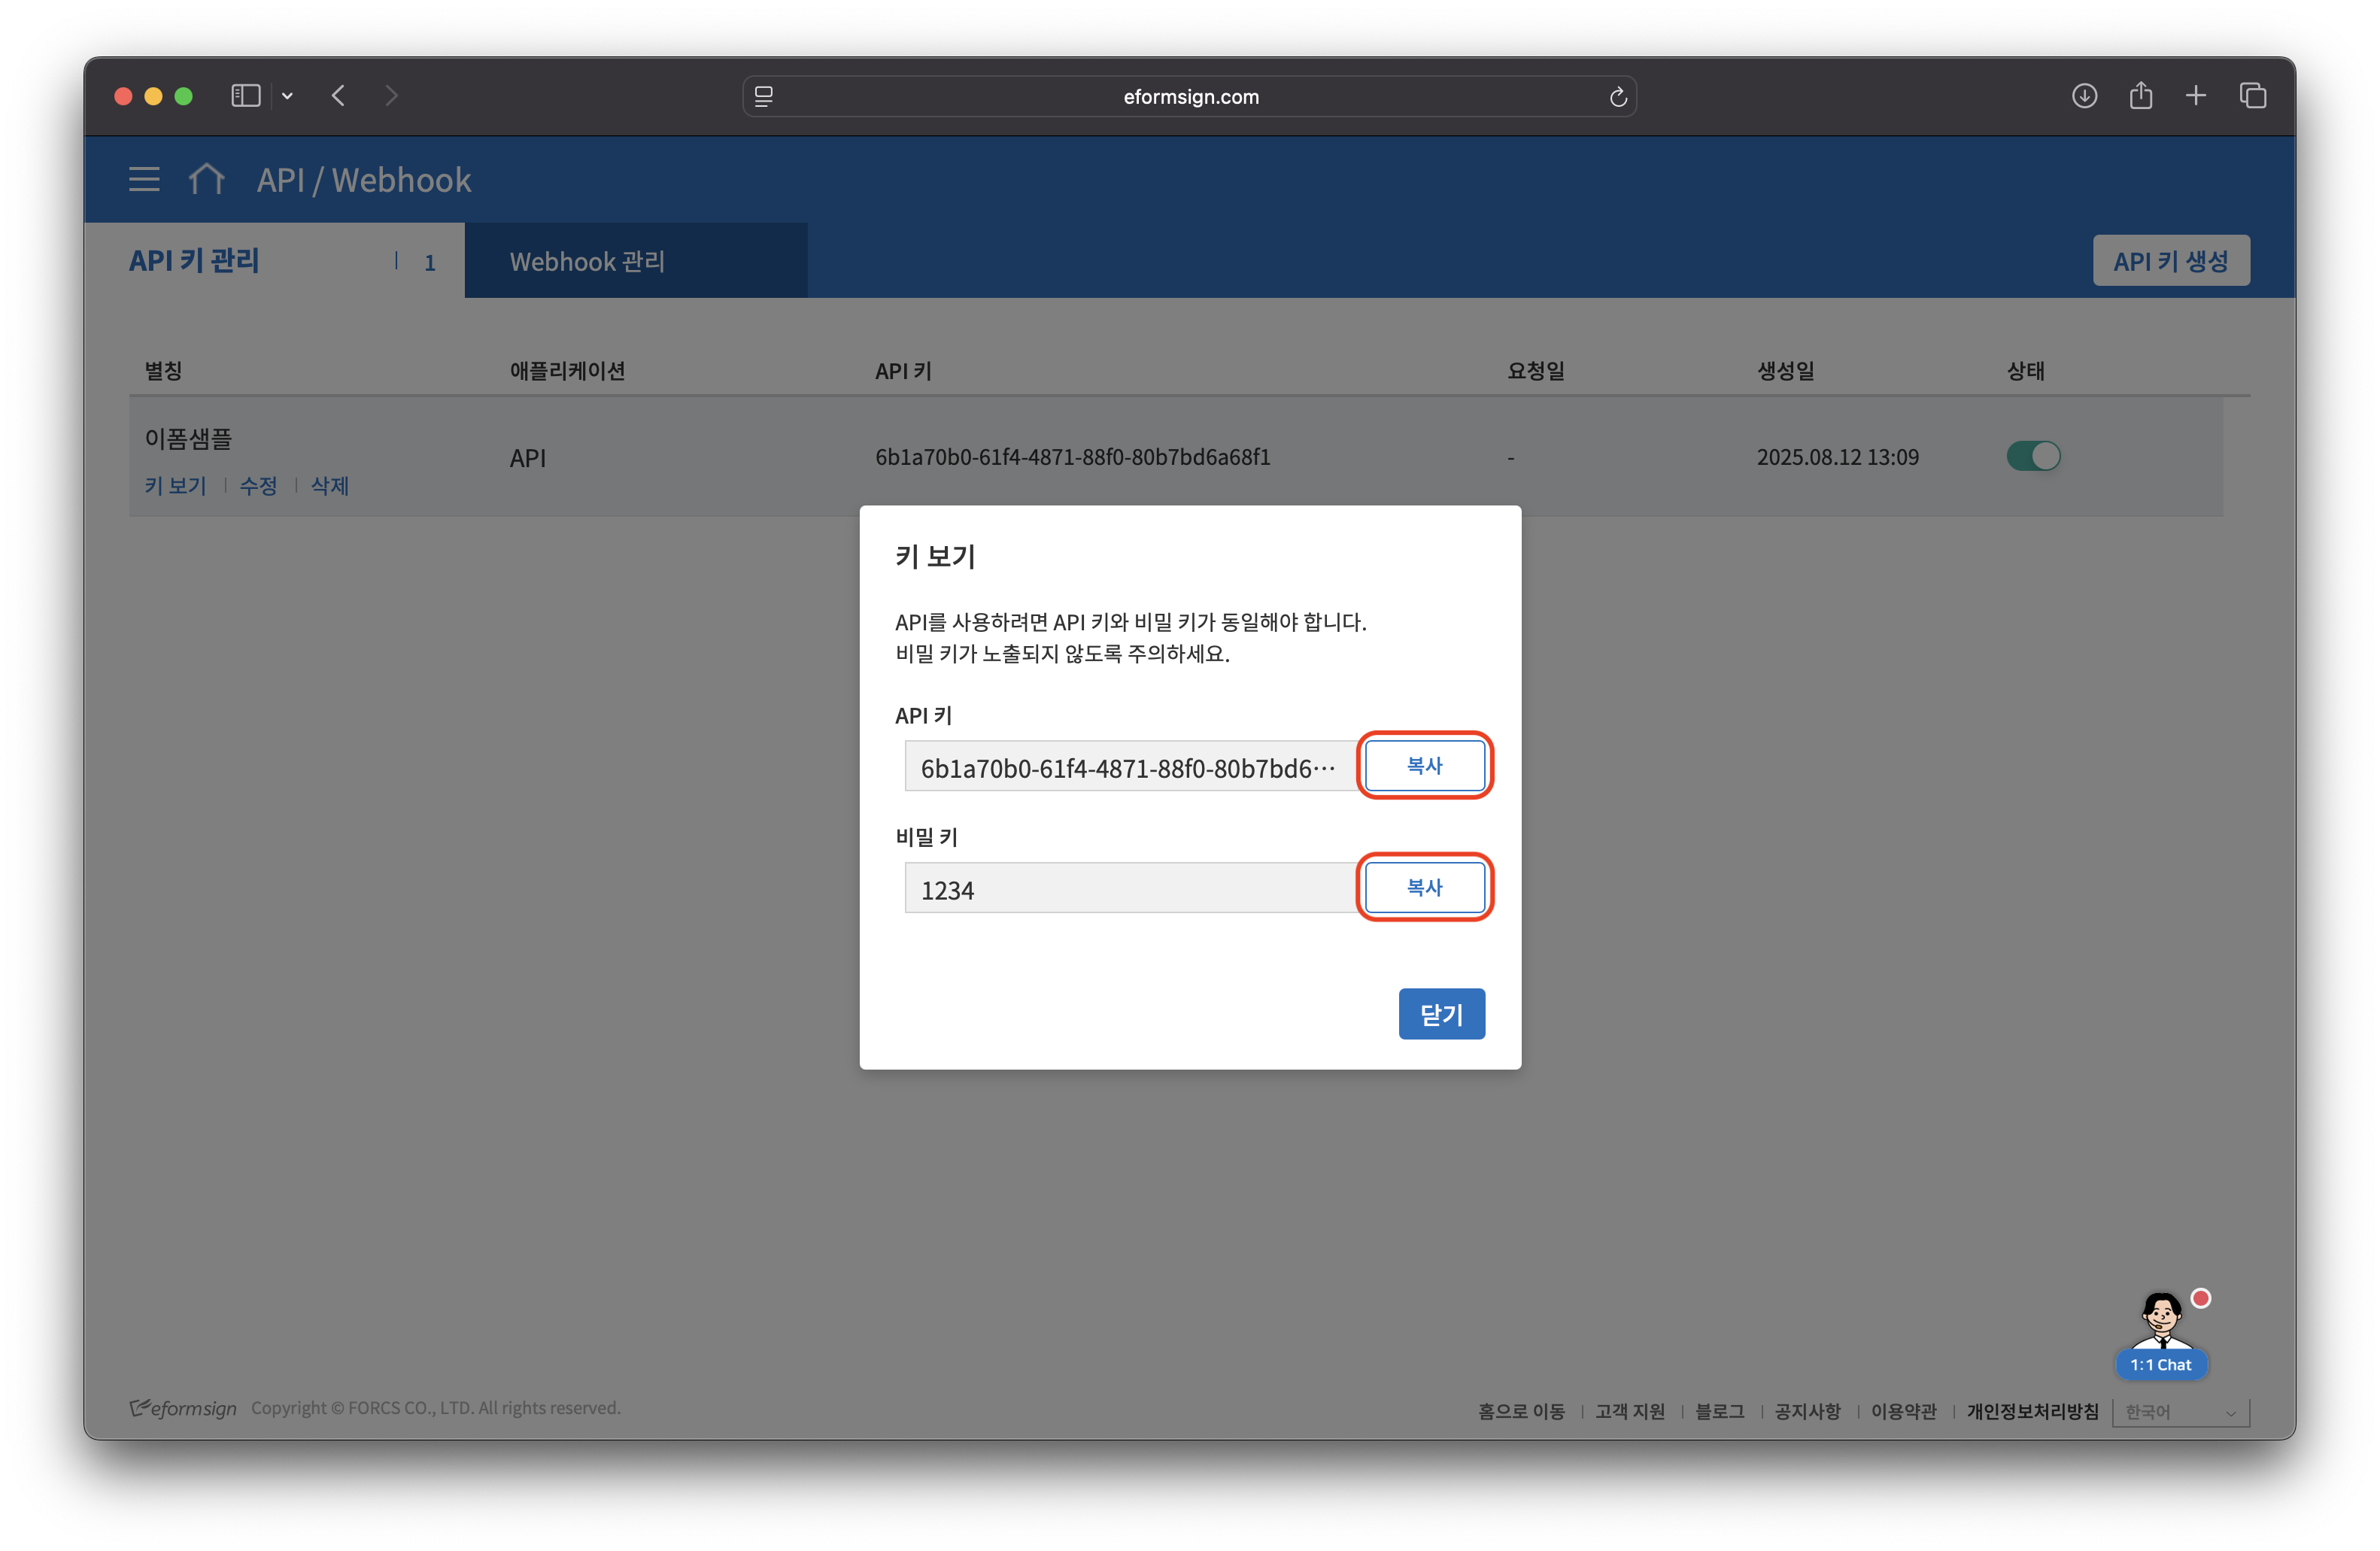 eformsign.com
API / Webhook
API 키 관리 | 1
Webhook 관리
API 키 생성
별칭 애플리케이션 API 키 요청일 생성일 상태
이폼샘플
키 보기 | 수정 | 삭제
API 6b1a70b0-61f4-4871-88f0-80b7bd6a68f1 - 2025.08.12 13:09
키 보기
API를 사용하려면 API 키와 비밀 키가 동일해야 합니다.
비밀 키가 노출되지 않도록 주의하세요.
API 키
6b1a70b0-61f4-4871-88f0-80b7bd6… 복사
비밀 키
1234 복사
닫기
1:1 Chat
eformsign Copyright © FORCS CO., LTD. All rights reserved.
홈으로 이동 | 고객 지원 | 블로그 | 공지사항 | 이용약관 | 개인정보처리방침 한국어